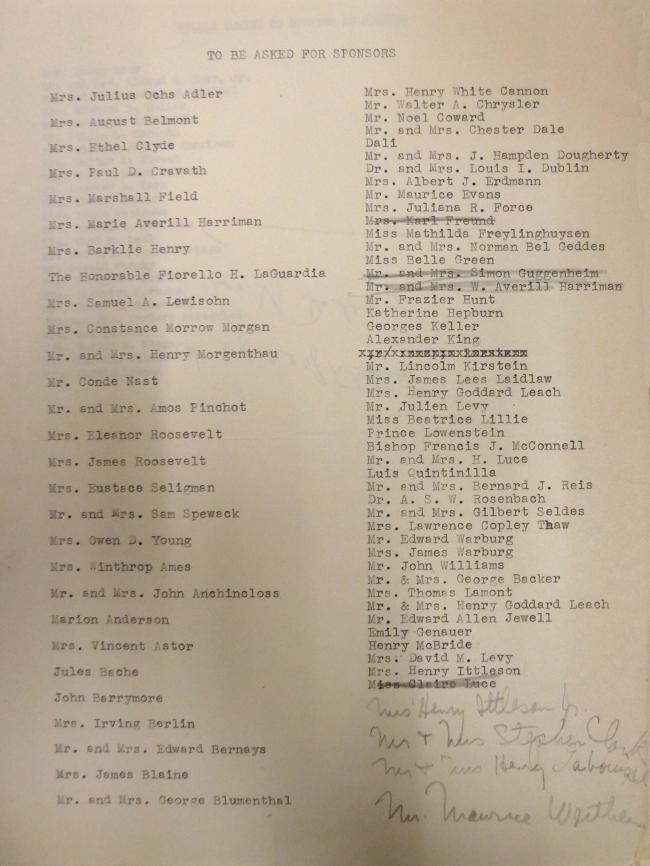 TO BE ASKED FOR SPONSORS
Mrs. Julius Ochs Adler
Mrs. August Belmont
Mrs. Ethel Clyde
Mrs. Paul D. Cravath
Mrs. Marshall Field
Mrs. Marie Averill Harriman
Mrs. Barklie Henry
The Honorable Fiorello H. LaGuardia
Mrs. Samuel A. Lewisohn
Mrs. Constance Morrow Morgan
Mr. and Mrs. Henry Morgenthau
Mr. Conde Nast
Mr. and Mrs. Amos Pinchot
Mrs. Eleanor Roosevelt
Mrs. James Roosevelt
Mrs. Eustace Seligman
Mr. and Mrs. Sam Spewack
Mrs. Owen D. Young
Mrs. Winthrop Ames
Mr. and Mrs. John Anchincloss
Marion Anderson
Mrs. Vincent Astor
Jules Bache
John Barrymore
Mrs. Irving Berlin
Mr. and Mrs. Edward Bernays
Mrs. James Blaine
Mr. and Mrs. George Blumenthal
Mrs. Henry White Cannon
Mr. Walter A. Chrysler
Mr. Noel Coward
Mr. and Mrs. Chester Dale
Dali
Mr. and Mrs. J. Hampden Dougherty
Dr. and Mrs. Louis I. Dublin
Mrs. Albert J. Erdmann
Mr. Maurice Evans
Mrs. Juliana R. Force
Mrs. Karl Freund
Miss Mathilda Freylinghuysen
Mr. and Mrs. Norman Bel Geddes
Miss Belle Green
Mr. and Mrs. Simon Guggenheim
Mr. and Mrs. W. Averill Harriman
Mr. Frazier Hunt
Katherine Hepburn
Georges Keller
Alexander King
Mr. Lincolm Kirstein
Mrs. James Lees Laidlaw
Mrs. Henry Goddard Leach
Mr. Julien Levy
Miss Beatrice Lillie
Prince Lowenstein
Bishop Francis J. McConnell
Mr. and Mrs. H. Luce
Luis Quintinilla
Mr. and Mrs. Bernard J. Reis
Dr. A. S. W. Rosenbach
Mr. and Mrs. Gilbert Seldes
Mrs. Lawrence Copley Thaw
Mr. Edward Warburg
Mrs. James Warburg
Mr. John Williams
Mr. & Mrs. George Backer
Mrs. Thomas Lamont
Mr. & Mrs. Henry Goddard Leach
Mr. Edward Allen Jewell
Emily Genauer
Henry McBride
Mrs. David M. Levy
Mrs. Henry Ittleson
Miss Claire Luce
Mrs Henry Ittleson Jr.
Mr & Mrs Stephen Clark
Mr & Mrs Henry
Mr. Maurice Wertheim